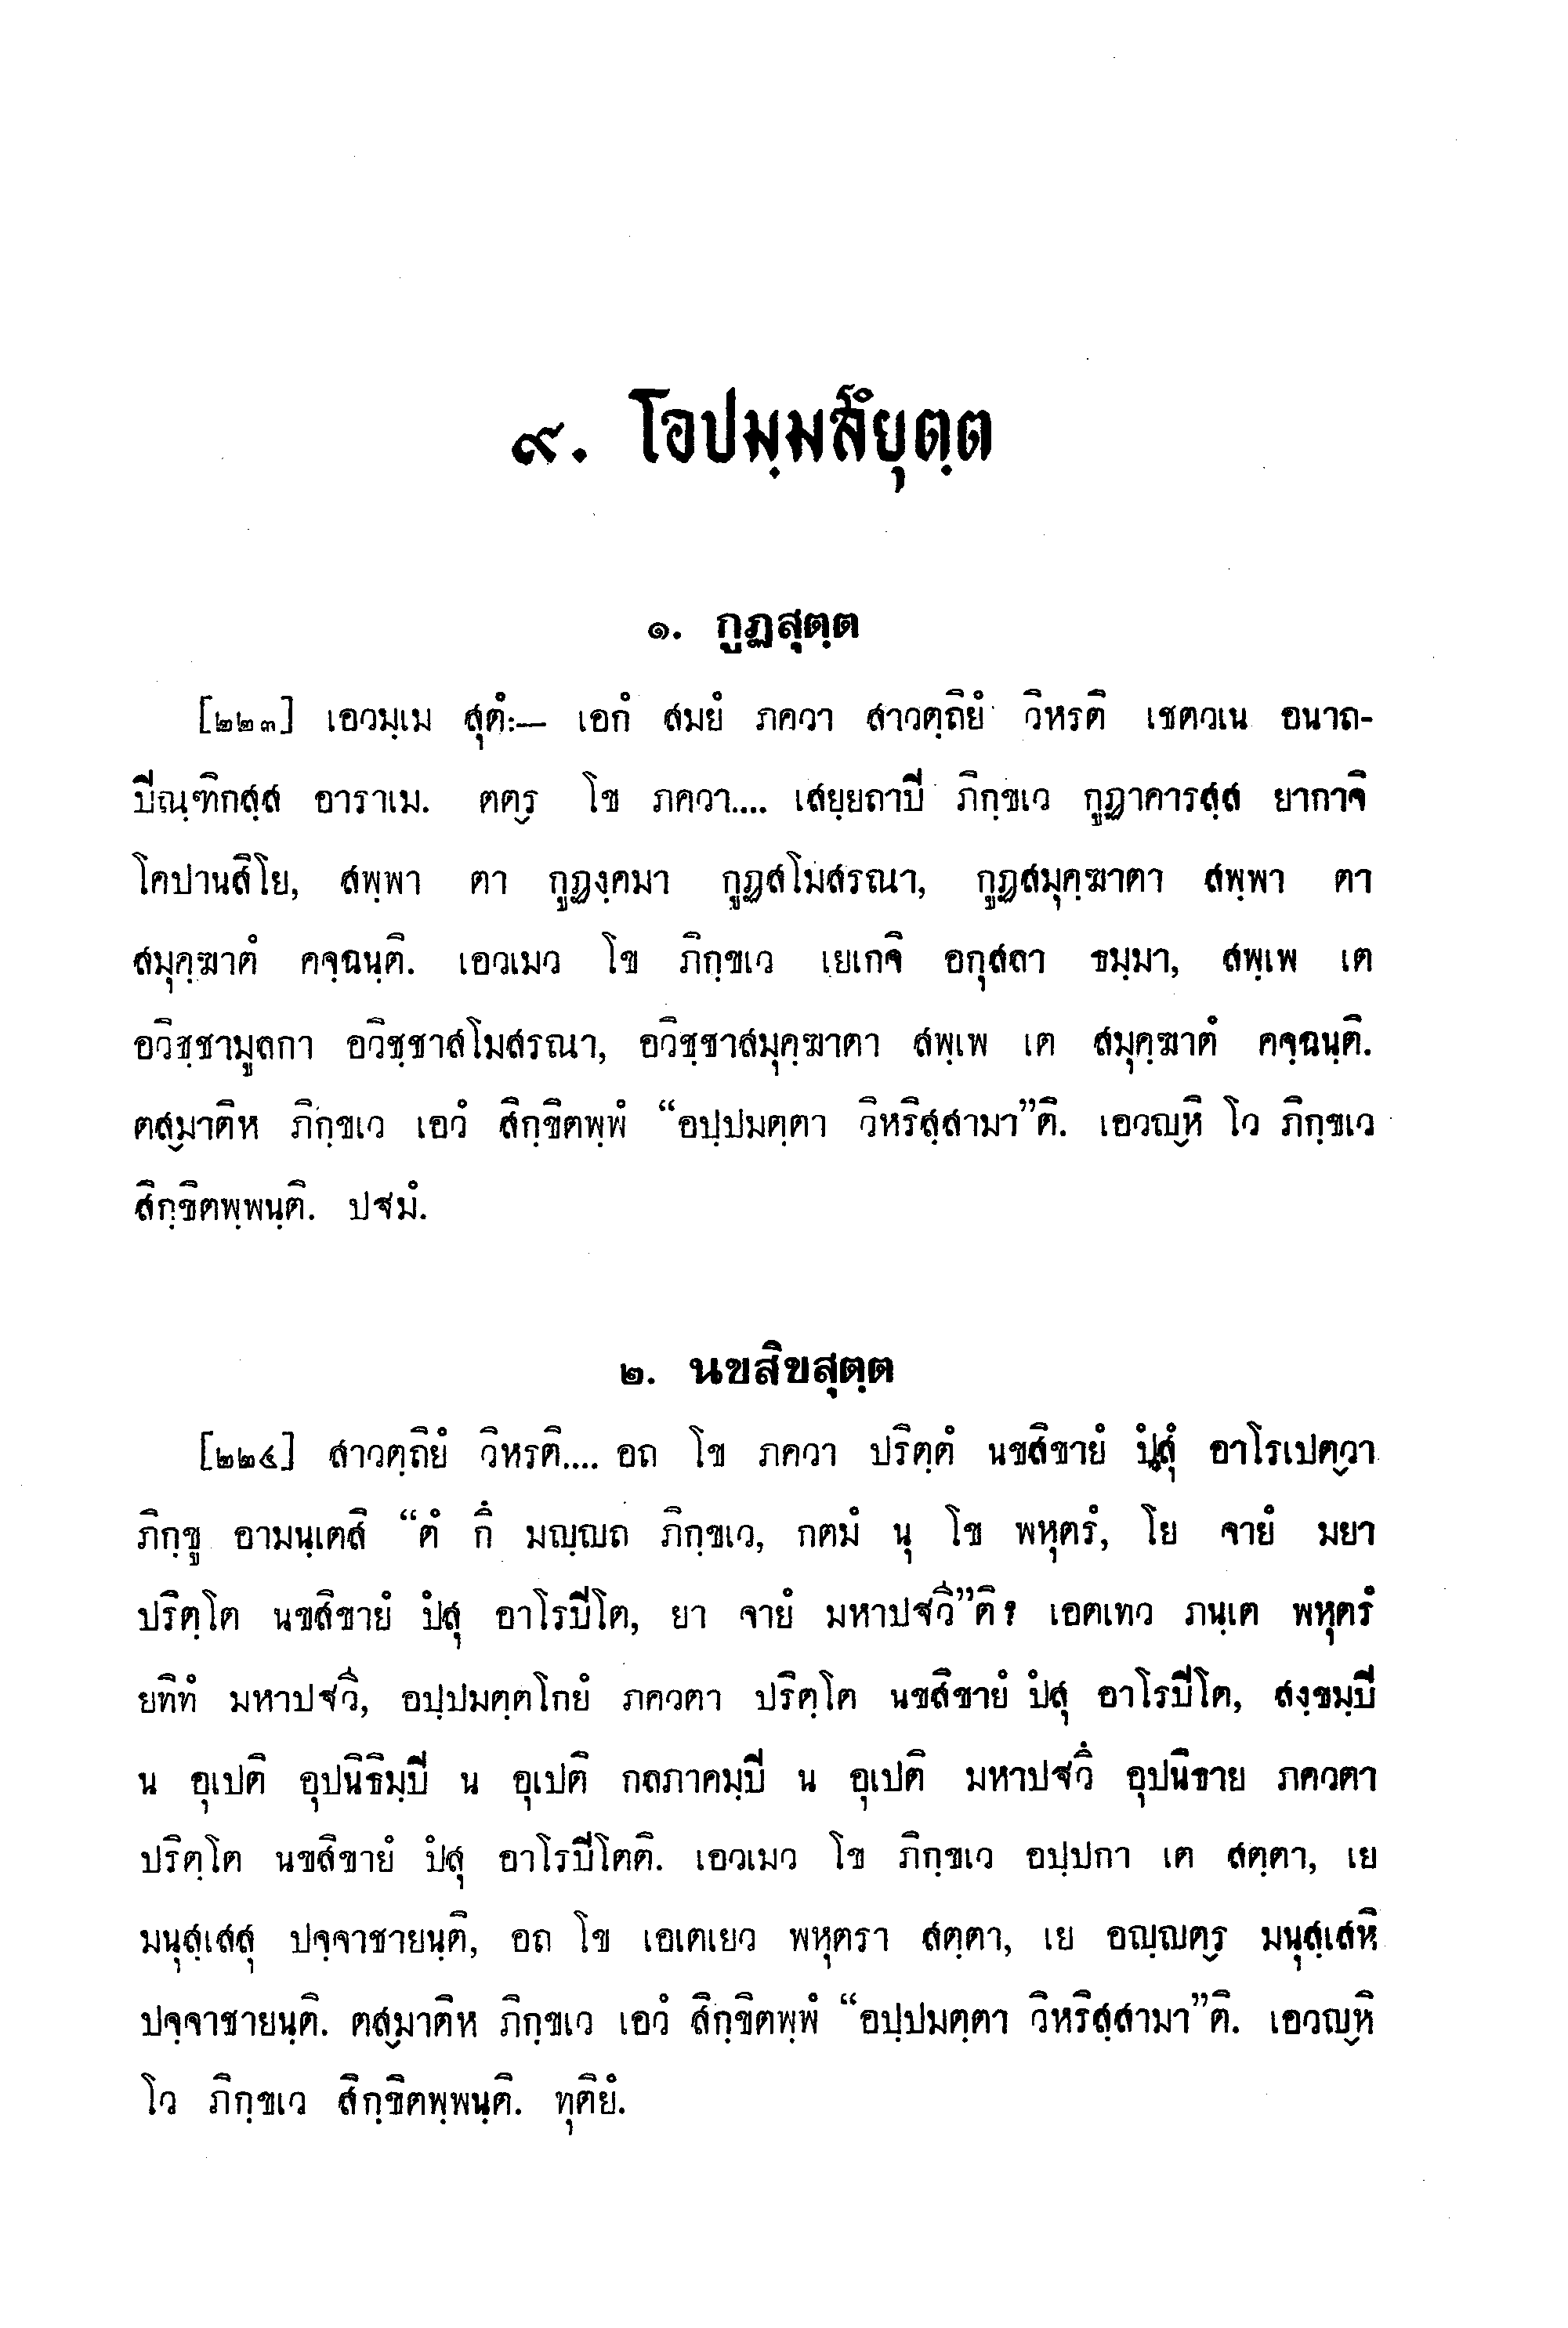 ๙. โอปมฺมสํยุตฺต
๑. กูฏสุตฺต
[๒๒๓] เอวมฺเม สุตํ:— เอกํ สมยํ ภควา สาวตฺถิยํ วิหรติ เชตวเน อนาถ-
ปิณฺฑิกสฺส อาราเม. ตตฺร โข ภควา.... เสยฺยถาปิ ภิกฺขเว กูฏาคารสฺส ยากาจิ
โคปานสิโย, สพฺพา ตา กูฏงฺคมา กูฏสโมสรณา, กูฏสมุคฺฆาตา สพฺพา ตา
สมุคฺฆาตํ คจฺฉนฺติ. เอวเมว โข ภิกฺขเว เยเกจิ อกุสลา ธมฺมา, สพฺเพ เต
อวิชฺชามูลกา อวิชฺชาสโมสรณา, อวิชฺชาสมุคฺฆาตา สพฺเพ เต สมุคฺฆาตํ คจฺฉนฺติ.
ตสฺมาติห ภิกฺขเว เอวํ สิกฺขิตพฺพํ “อปฺปมตฺตา วิหริสฺสามา”ติ. เอวญฺหิ โว ภิกฺขเว
สิกฺขิตพฺพนฺติ. ปฐมํ.
๒. นขสิขสุตฺต
[๒๒๔] สาวตฺถิยํ วิหรติ.... อถ โข ภควา ปริตฺตํ นขสิขายํ ปํสุํ อาโรเปตฺวา
ภิกฺขู อามนฺเตสิ “ตํ กึ มญฺญถ ภิกฺขเว, กตมํ นุ โข พหุตรํ, โย จายํ มยา
ปริตฺโต นขสิขายํ ปํสุ อาโรปิโต, ยา จายํ มหาปฐวี”ติ? เอตเทว ภนฺเต พหุตรํ
ยทิทํ มหาปฐวี, อปฺปมตฺตโกยํ ภควตา ปริตฺโต นขสิขายํ ปํสุ อาโรปิโต, สงฺขมฺปิ
น อุเปติ อุปนิธิมฺปิ น อุเปติ กลภาคมฺปิ น อุเปติ มหาปฐวึ อุปนิธาย ภควตา
ปริตฺโต นขสิขายํ ปํสุ อาโรปิโตติ. เอวเมว โข ภิกฺขเว อปฺปกา เต สตฺตา, เย
มนุสฺเสสุ ปจฺจาชายนฺติ, อถ โข เอเตเยว พหุตรา สตฺตา, เย อญฺญตฺร มนุสฺเสหิ
ปจฺจาชายนฺติ. ตสฺมาติห ภิกฺขเว เอวํ สิกฺขิตพฺพํ “อปฺปมตฺตา วิหริสฺสามา”ติ. เอวญฺหิ
โว ภิกฺขเว สิกฺขิตพฺพนฺติ. ทุติยํ.